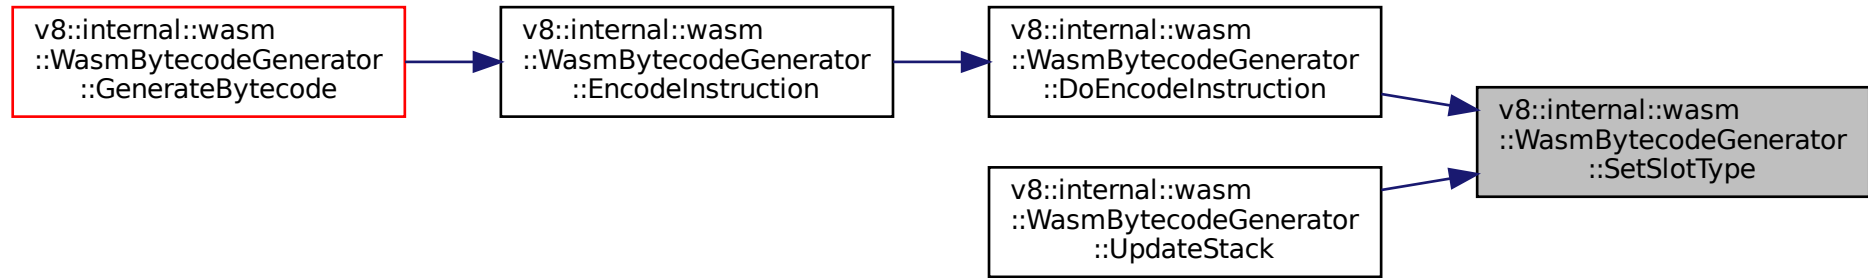 v8::internal::wasm
::WasmBytecodeGenerator
::GenerateBytecode
v8::internal::wasm
::WasmBytecodeGenerator
::EncodeInstruction
v8::internal::wasm
::WasmBytecodeGenerator
::DoEncodeInstruction
v8::internal::wasm
::WasmBytecodeGenerator
::SetSlotType
v8::internal::wasm
::WasmBytecodeGenerator
::UpdateStack